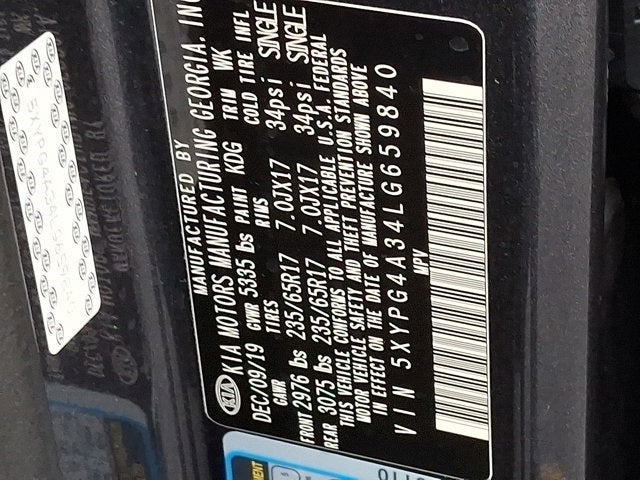 MANUFACTURED BY
KIA KIA MOTORS MANUFACTURING GEORGIA, INC
DEC/09/19 GVWR 5335 lbs PAINT KDG TRIM WK
GAWR TIRES RIMS COLD TIRE INFL
FRONT 2976 lbs 235/65R17 7.0JX17 34psi SINGLE
REAR 3075 lbs 235/65R17 7.0JX17 34psi SINGLE
THIS VEHICLE CONFORMS TO ALL APPLICABLE U.S.A. FEDERAL
MOTOR VEHICLE SAFETY AND THEFT PREVENTION STANDARDS
IN EFFECT ON THE DATE OF MANUFACTURE SHOWN ABOVE
VIN 5XYPG4A34LG659840
MPV